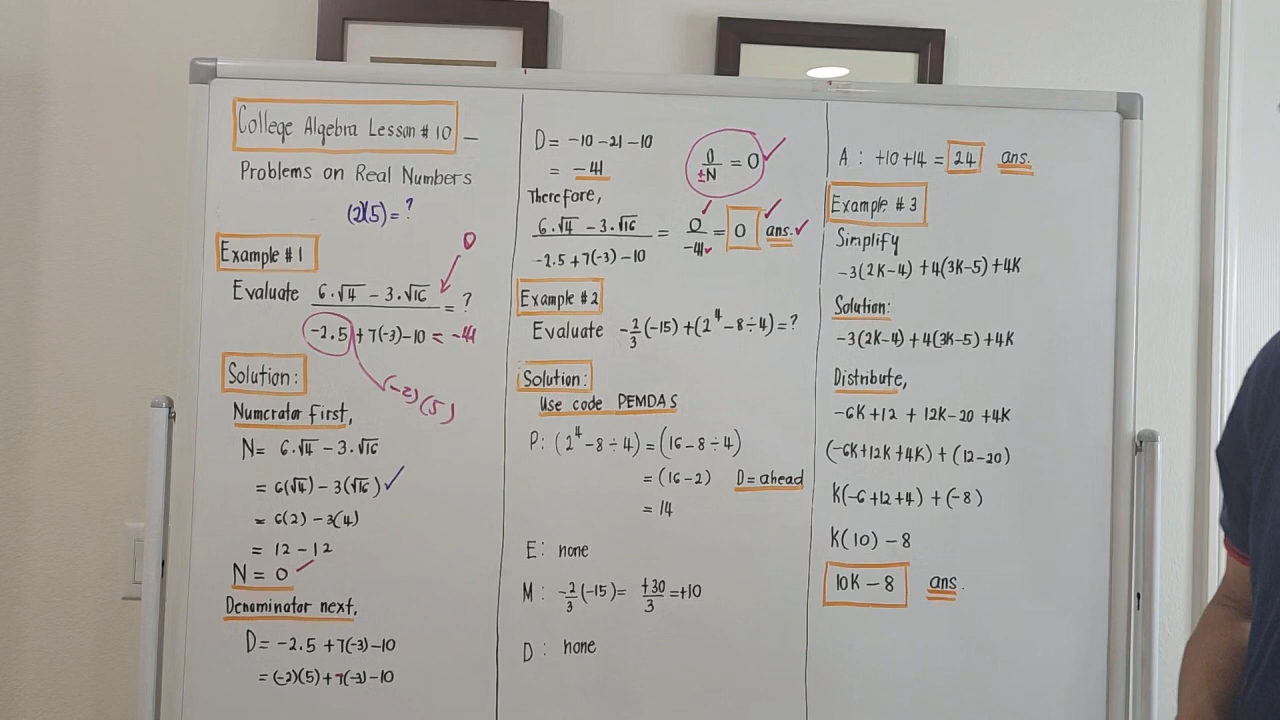 College Algebra Lesson # 10 –
Problems on Real Numbers
(2)(5) = ?
Example # 1
0
Evaluate 6·√4 – 3·√16 / -2·5 + 7(-3) – 10 = ?
= -41
(-2)(5)
Solution:
Numerator First,
N = 6·√4 – 3·√16
= 6(√4) – 3(√16) ✓
= 6(2) – 3(4)
= 12 – 12
N = 0
Denominator next,
D = -2·5 + 7(-3) – 10
= (-2)(5) + 7(-3) – 10
D = -10 – 21 – 10
= -41
0/±N = 0 ✓
Therefore,
6·√4 – 3·√16 / -2·5 + 7(-3) – 10 = 0/-41 = 0 ans.
Example # 2
Evaluate -2/3(-15) + (2⁴ – 8 ÷ 4) = ?
Solution:
Use code PEMDAS
P: (2⁴ – 8 ÷ 4) = (16 – 8 ÷ 4)
= (16 – 2) D = ahead
= 14
E: none
M: -2/3(-15) = +30/3 = +10
D: none
A: +10 + 14 = 24 ans.
Example # 3
Simplify
-3(2K–4) + 4(3K–5) + 4K
Solution:
-3(2K–4) + 4(3K–5) + 4K
Distribute,
-6K + 12 + 12K – 20 + 4K
(-6K + 12K + 4K) + (12 – 20)
K(-6 + 12 + 4) + (-8)
K(10) – 8
10K – 8 ans.